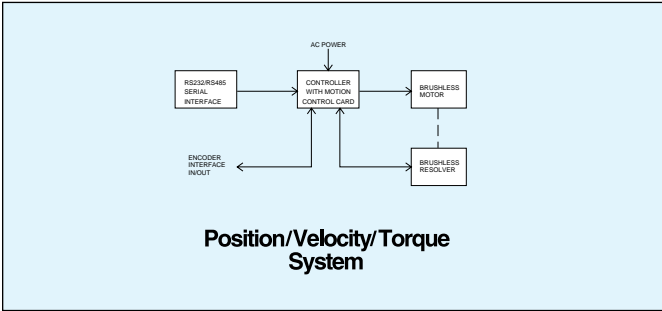 AC POWER
RS232/RS485
SERIAL
INTERFACE
CONTROLLER
WITH MOTION
CONTROL CARD
BRUSHLESS
MOTOR
ENCODER
INTERFACE
IN/OUT
BRUSHLESS
RESOLVER
Position/Velocity/Torque
System